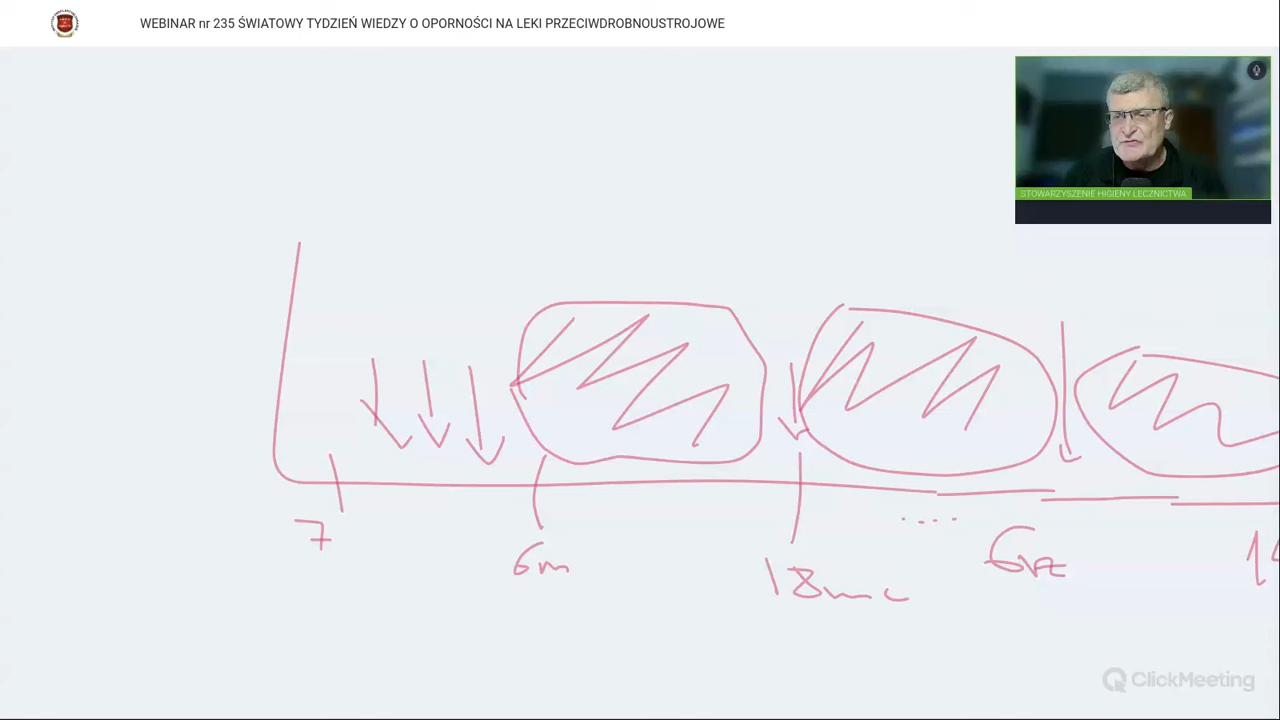 WEBINAR nr 235 ŚWIATOWY TYDZIEŃ WIEDZY O OPORNOŚCI NA LEKI PRZECIWDROBNOUSTROJOWE
STOWARZYSZENIE HIGIENY LECZNICTWA
7
6m
18mc
ClickMeeting